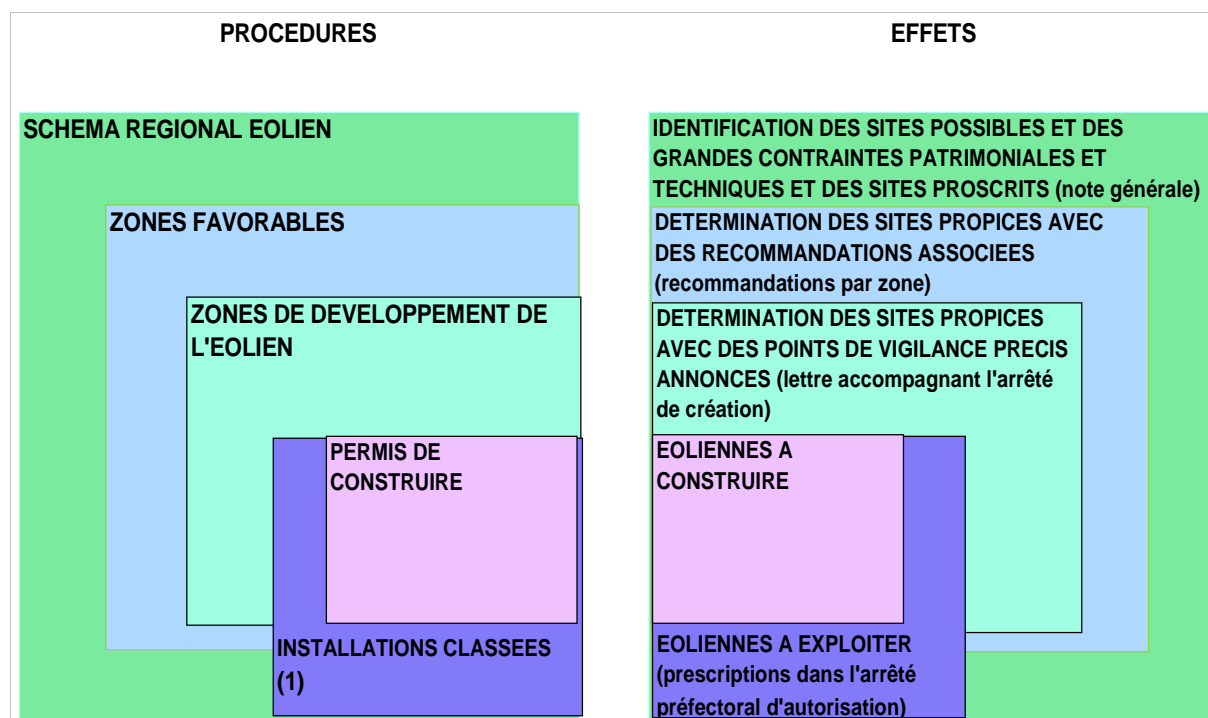 PROCEDURES
EFFETS
SCHEMA REGIONAL EOLIEN
ZONES FAVORABLES
ZONES DE DEVELOPPEMENT DE
L'EOLIEN
PERMIS DE
CONSTRUIRE
INSTALLATIONS CLASSEES
(1)
IDENTIFICATION DES SITES POSSIBLES ET DES
GRANDES CONTRAINTES PATRIMONIALES ET
TECHNIQUES ET DES SITES PROSCRITS (note générale)
DETERMINATION DES SITES PROPICES AVEC
DES RECOMMANDATIONS ASSOCIEES
(recommandations par zone)
DETERMINATION DES SITES PROPICES
AVEC DES POINTS DE VIGILANCE PRECIS
ANNONCES (lettre accompagnant l'arrêté
de création)
EOLIENNES A
CONSTRUIRE
EOLIENNES A EXPLOITER
(prescriptions dans l'arrêté
préfectoral d'autorisation)